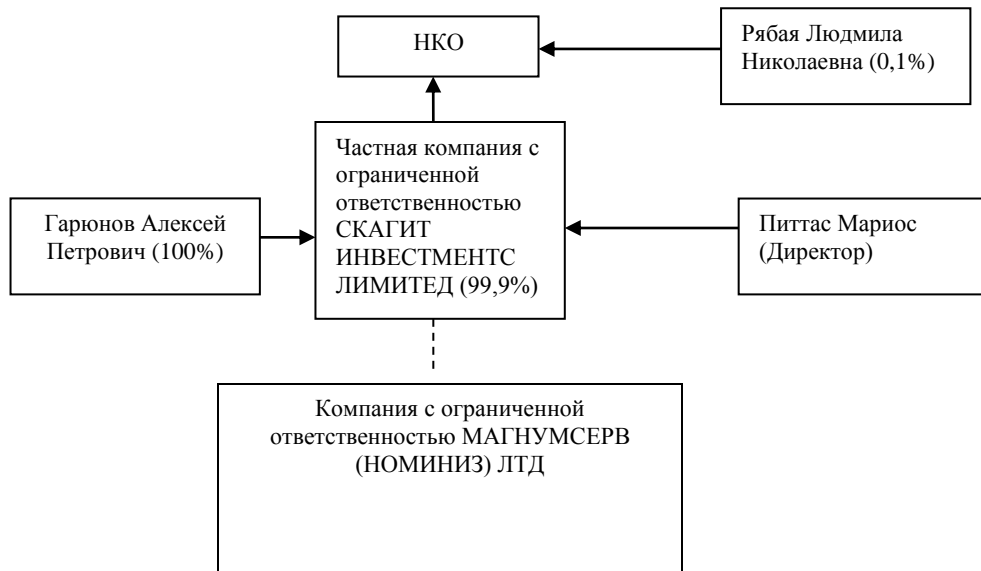 НКО
Рябая Людмила
Николаевна (0,1%)
Частная компания с
ограниченной
ответственностью
СКАГИТ
ИНВЕСТМЕНТС
ЛИМИТЕД (99,9%)
Гарюнов Алексей
Петрович (100%)
Питтас Мариос
(Директор)
Компания с ограниченной
ответственностью МАГНУМСЕРВ
(НОМИНИЗ) ЛТД